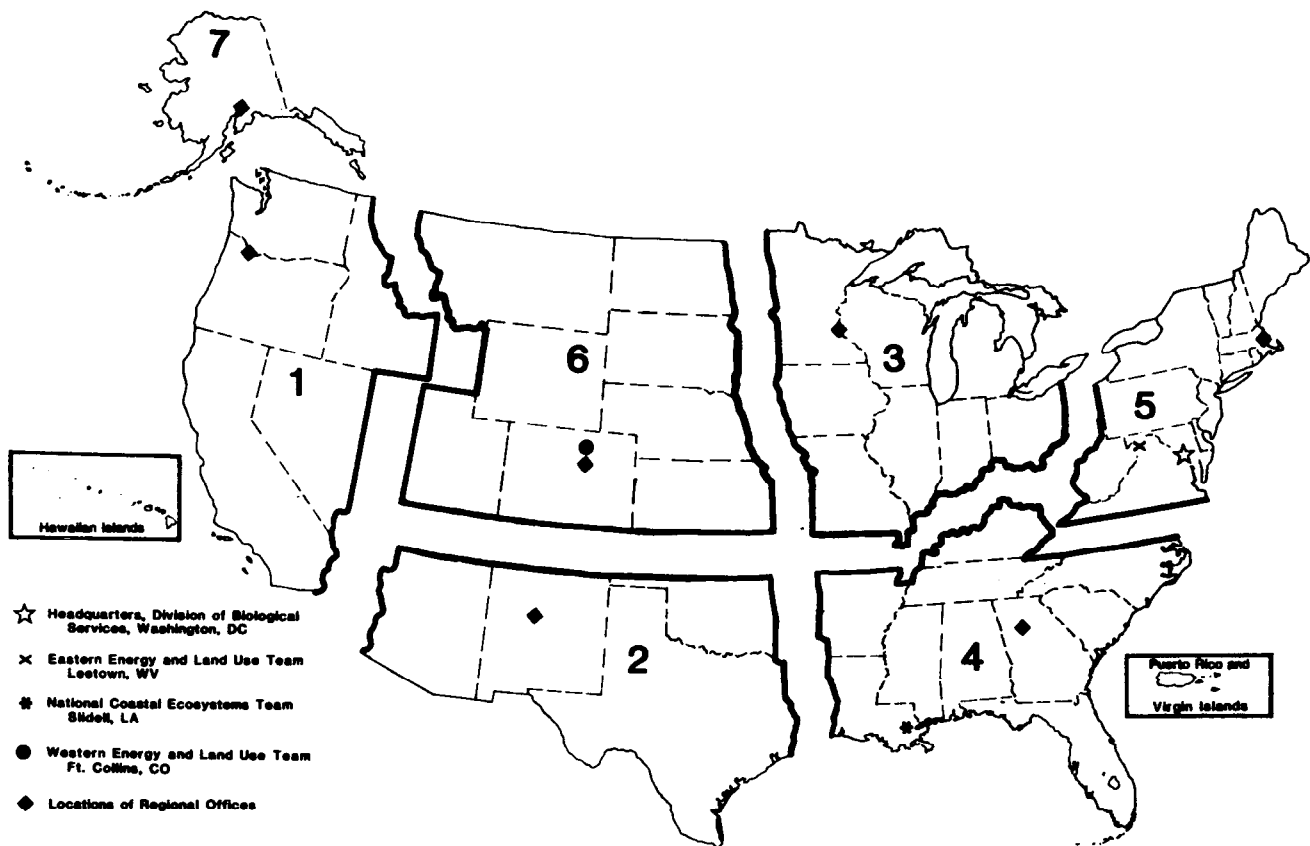 7
6
3
1
5
Hawaiian Islands
☆ Headquarters, Division of Biological
Services, Washington, DC
2
4
Puerto Rico and
Virgin Islands
× Eastern Energy and Land Use Team
Leetown, WV
* National Coastal Ecosystems Team
Slidell, LA
● Western Energy and Land Use Team
Ft. Collins, CO
◆ Locations of Regional Offices